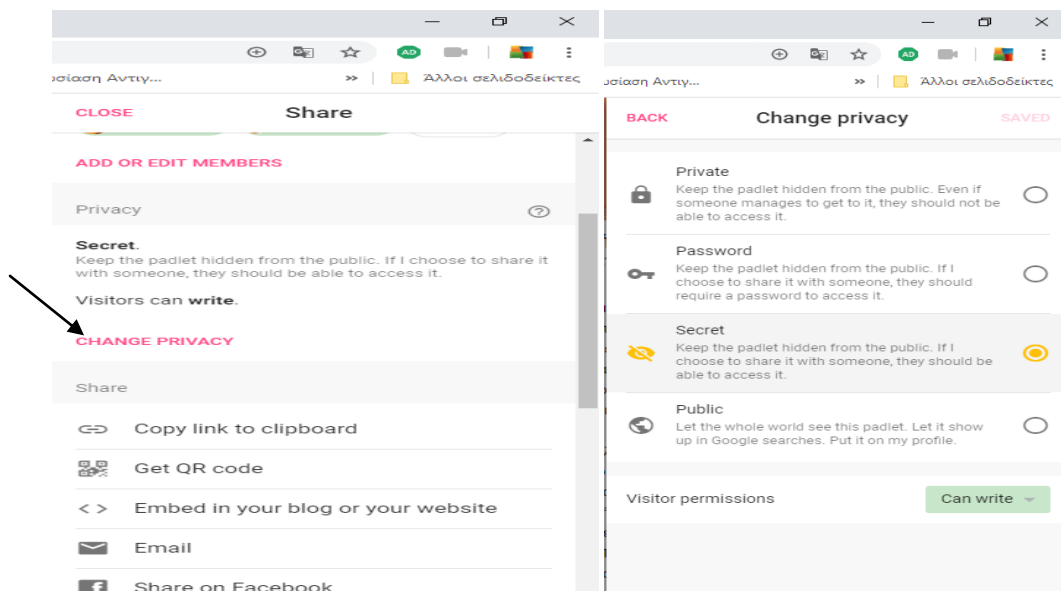 υσίαση Αντιγ...
»
Άλλοι σελιδοδείκτες
CLOSE
Share
ADD OR EDIT MEMBERS
Privacy
Secret.
Keep the padlet hidden from the public. If I choose to share it
with someone, they should be able to access it.
Visitors can write.
CHANGE PRIVACY
Share
Copy link to clipboard
Get QR code
Embed in your blog or your website
Email
Share on Facebook
AD
υσίαση Αντιγ...
»
Άλλοι σελιδοδείκτες
BACK
Change privacy
SAVED
Private
Keep the padlet hidden from the public. Even if
someone manages to get to it, they should not be
able to access it.
Password
Keep the padlet hidden from the public. If I
choose to share it with someone, they should
require a password to access it.
Secret
Keep the padlet hidden from the public. If I
choose to share it with someone, they should be
able to access it.
Public
Let the whole world see this padlet. Let it show
up in Google searches. Put it on my profile.
Visitor permissions
Can write
AD